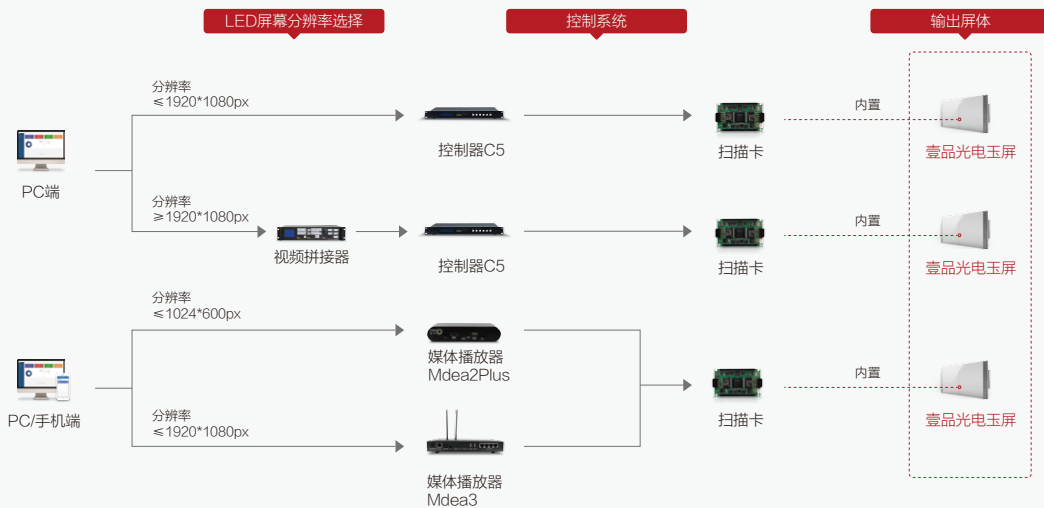 LED屏幕分辨率选择
控制系统
输出屏体
分辨率
≤1920*1080px
PC端
控制器C5
扫描卡
内置
壹品光电玉屏
分辨率
≥1920*1080px
视频拼接器
控制器C5
扫描卡
内置
壹品光电玉屏
分辨率
≤1024*600px
PC/手机端
媒体播放器
Mdea2Plus
扫描卡
内置
壹品光电玉屏
分辨率
≤1920*1080px
媒体播放器
Mdea3